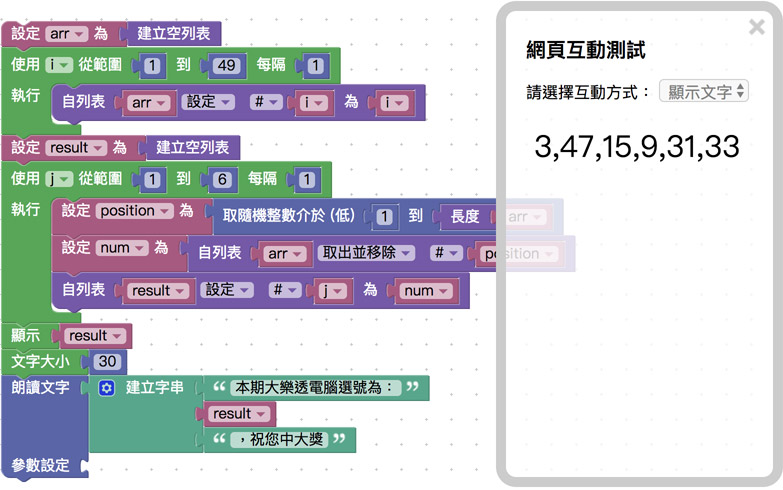 設定 arr 為 建立空列表
使用 i 從範圍 1 到 49 每隔 1
執行 自列表 arr 設定 # i 為 i
設定 result 為 建立空列表
使用 j 從範圍 1 到 6 每隔 1
執行 設定 position 為 取隨機整數介於 (低) 1 到 長度 arr
設定 num 為 自列表 arr 取出並移除 # position
自列表 result 設定 # j 為 num
顯示 result
文字大小 30
朗讀文字 建立字串 “ 本期大樂透電腦選號為： ”
result
“ ，祝您中大獎 ”
參數設定
×
網頁互動測試
請選擇互動方式： 顯示文字
3,47,15,9,31,33